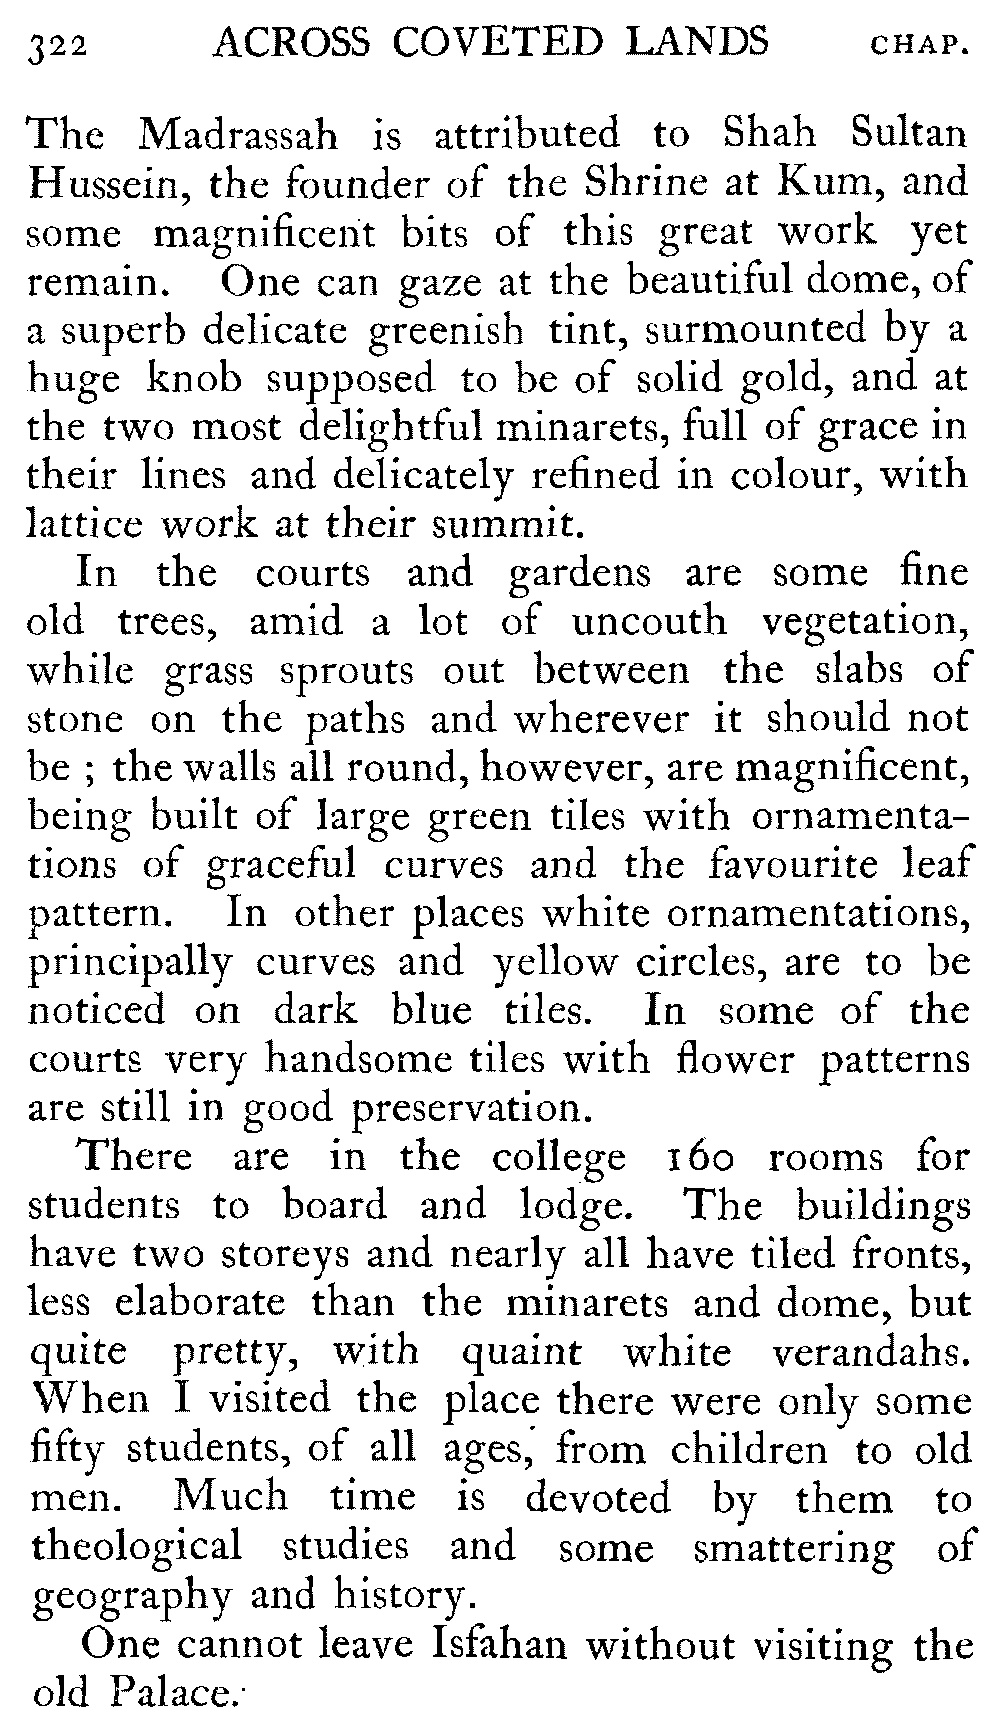 322 ACROSS COVETED LANDS CHAP.
The Madrassah is attributed to Shah Sultan
Hussein, the founder of the Shrine at Kum, and
some magnificent bits of this great work yet
remain. One can gaze at the beautiful dome, of
a superb delicate greenish tint, surmounted by a
huge knob supposed to be of solid gold, and at
the two most delightful minarets, full of grace in
their lines and delicately refined in colour, with
lattice work at their summit.
In the courts and gardens are some fine
old trees, amid a lot of uncouth vegetation,
while grass sprouts out between the slabs of
stone on the paths and wherever it should not
be ; the walls all round, however, are magnificent,
being built of large green tiles with ornamenta-
tions of graceful curves and the favourite leaf
pattern. In other places white ornamentations,
principally curves and yellow circles, are to be
noticed on dark blue tiles. In some of the
courts very handsome tiles with flower patterns
are still in good preservation.
There are in the college 160 rooms for
students to board and lodge. The buildings
have two storeys and nearly all have tiled fronts,
less elaborate than the minarets and dome, but
quite pretty, with quaint white verandahs.
When I visited the place there were only some
fifty students, of all ages, from children to old
men. Much time is devoted by them to
theological studies and some smattering of
geography and history.
One cannot leave Isfahan without visiting the
old Palace.